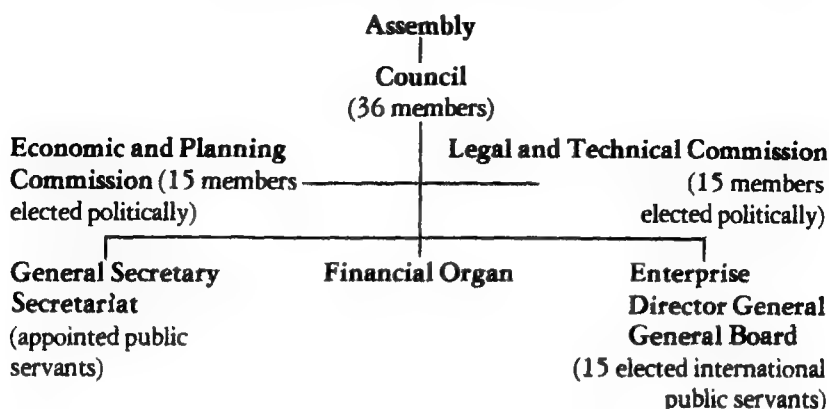 Assembly
Council
(36 members)
Economic and Planning
Commission (15 members
elected politically)
Legal and Technical Commission
(15 members
elected politically)
General Secretary
Secretariat
(appointed public
servants)
Financial Organ
Enterprise
Director General
General Board
(15 elected international
public servants)